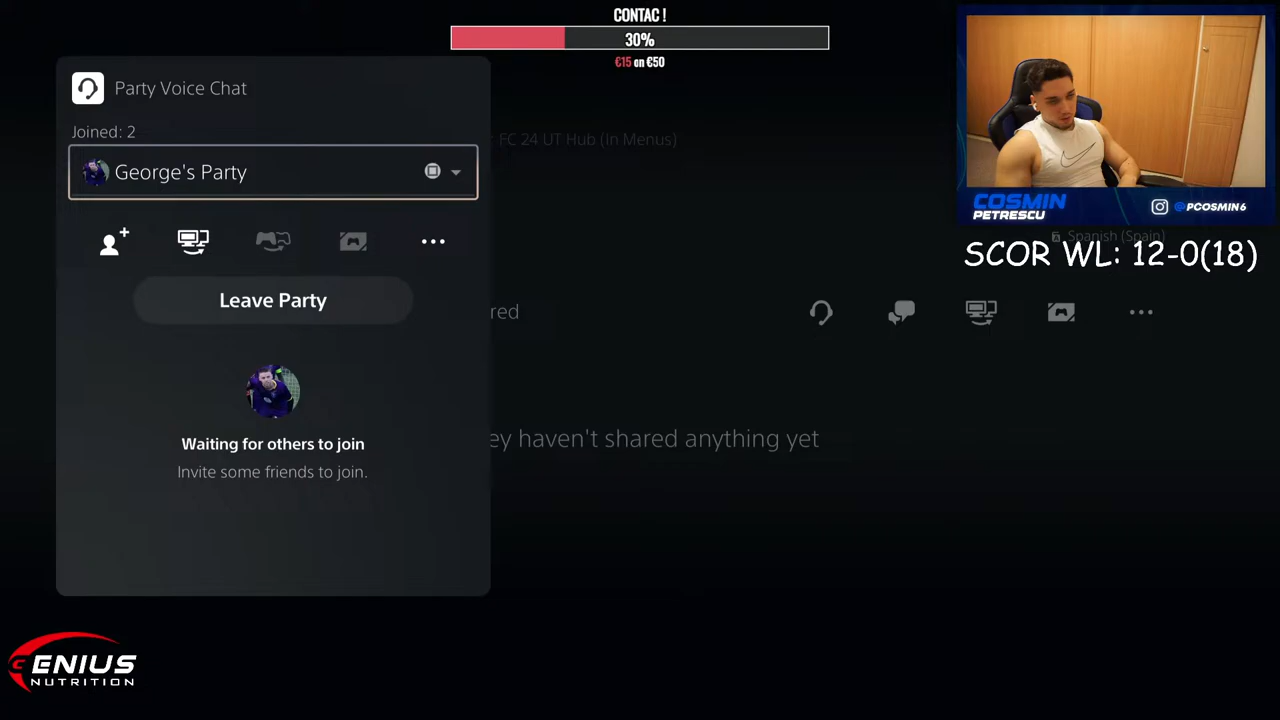 CONTAC !
30%
€15 on €50
Party Voice Chat
Joined: 2
George's Party
Leave Party
Waiting for others to join
Invite some friends to join.
FC 24 UT Hub (In Menus)
red
ey haven't shared anything yet
COSMIN
PETRESCU
@PCOSMIN6
Spanish (Spain)
SCOR WL: 12-0(18)
GENIUS
NUTRITION